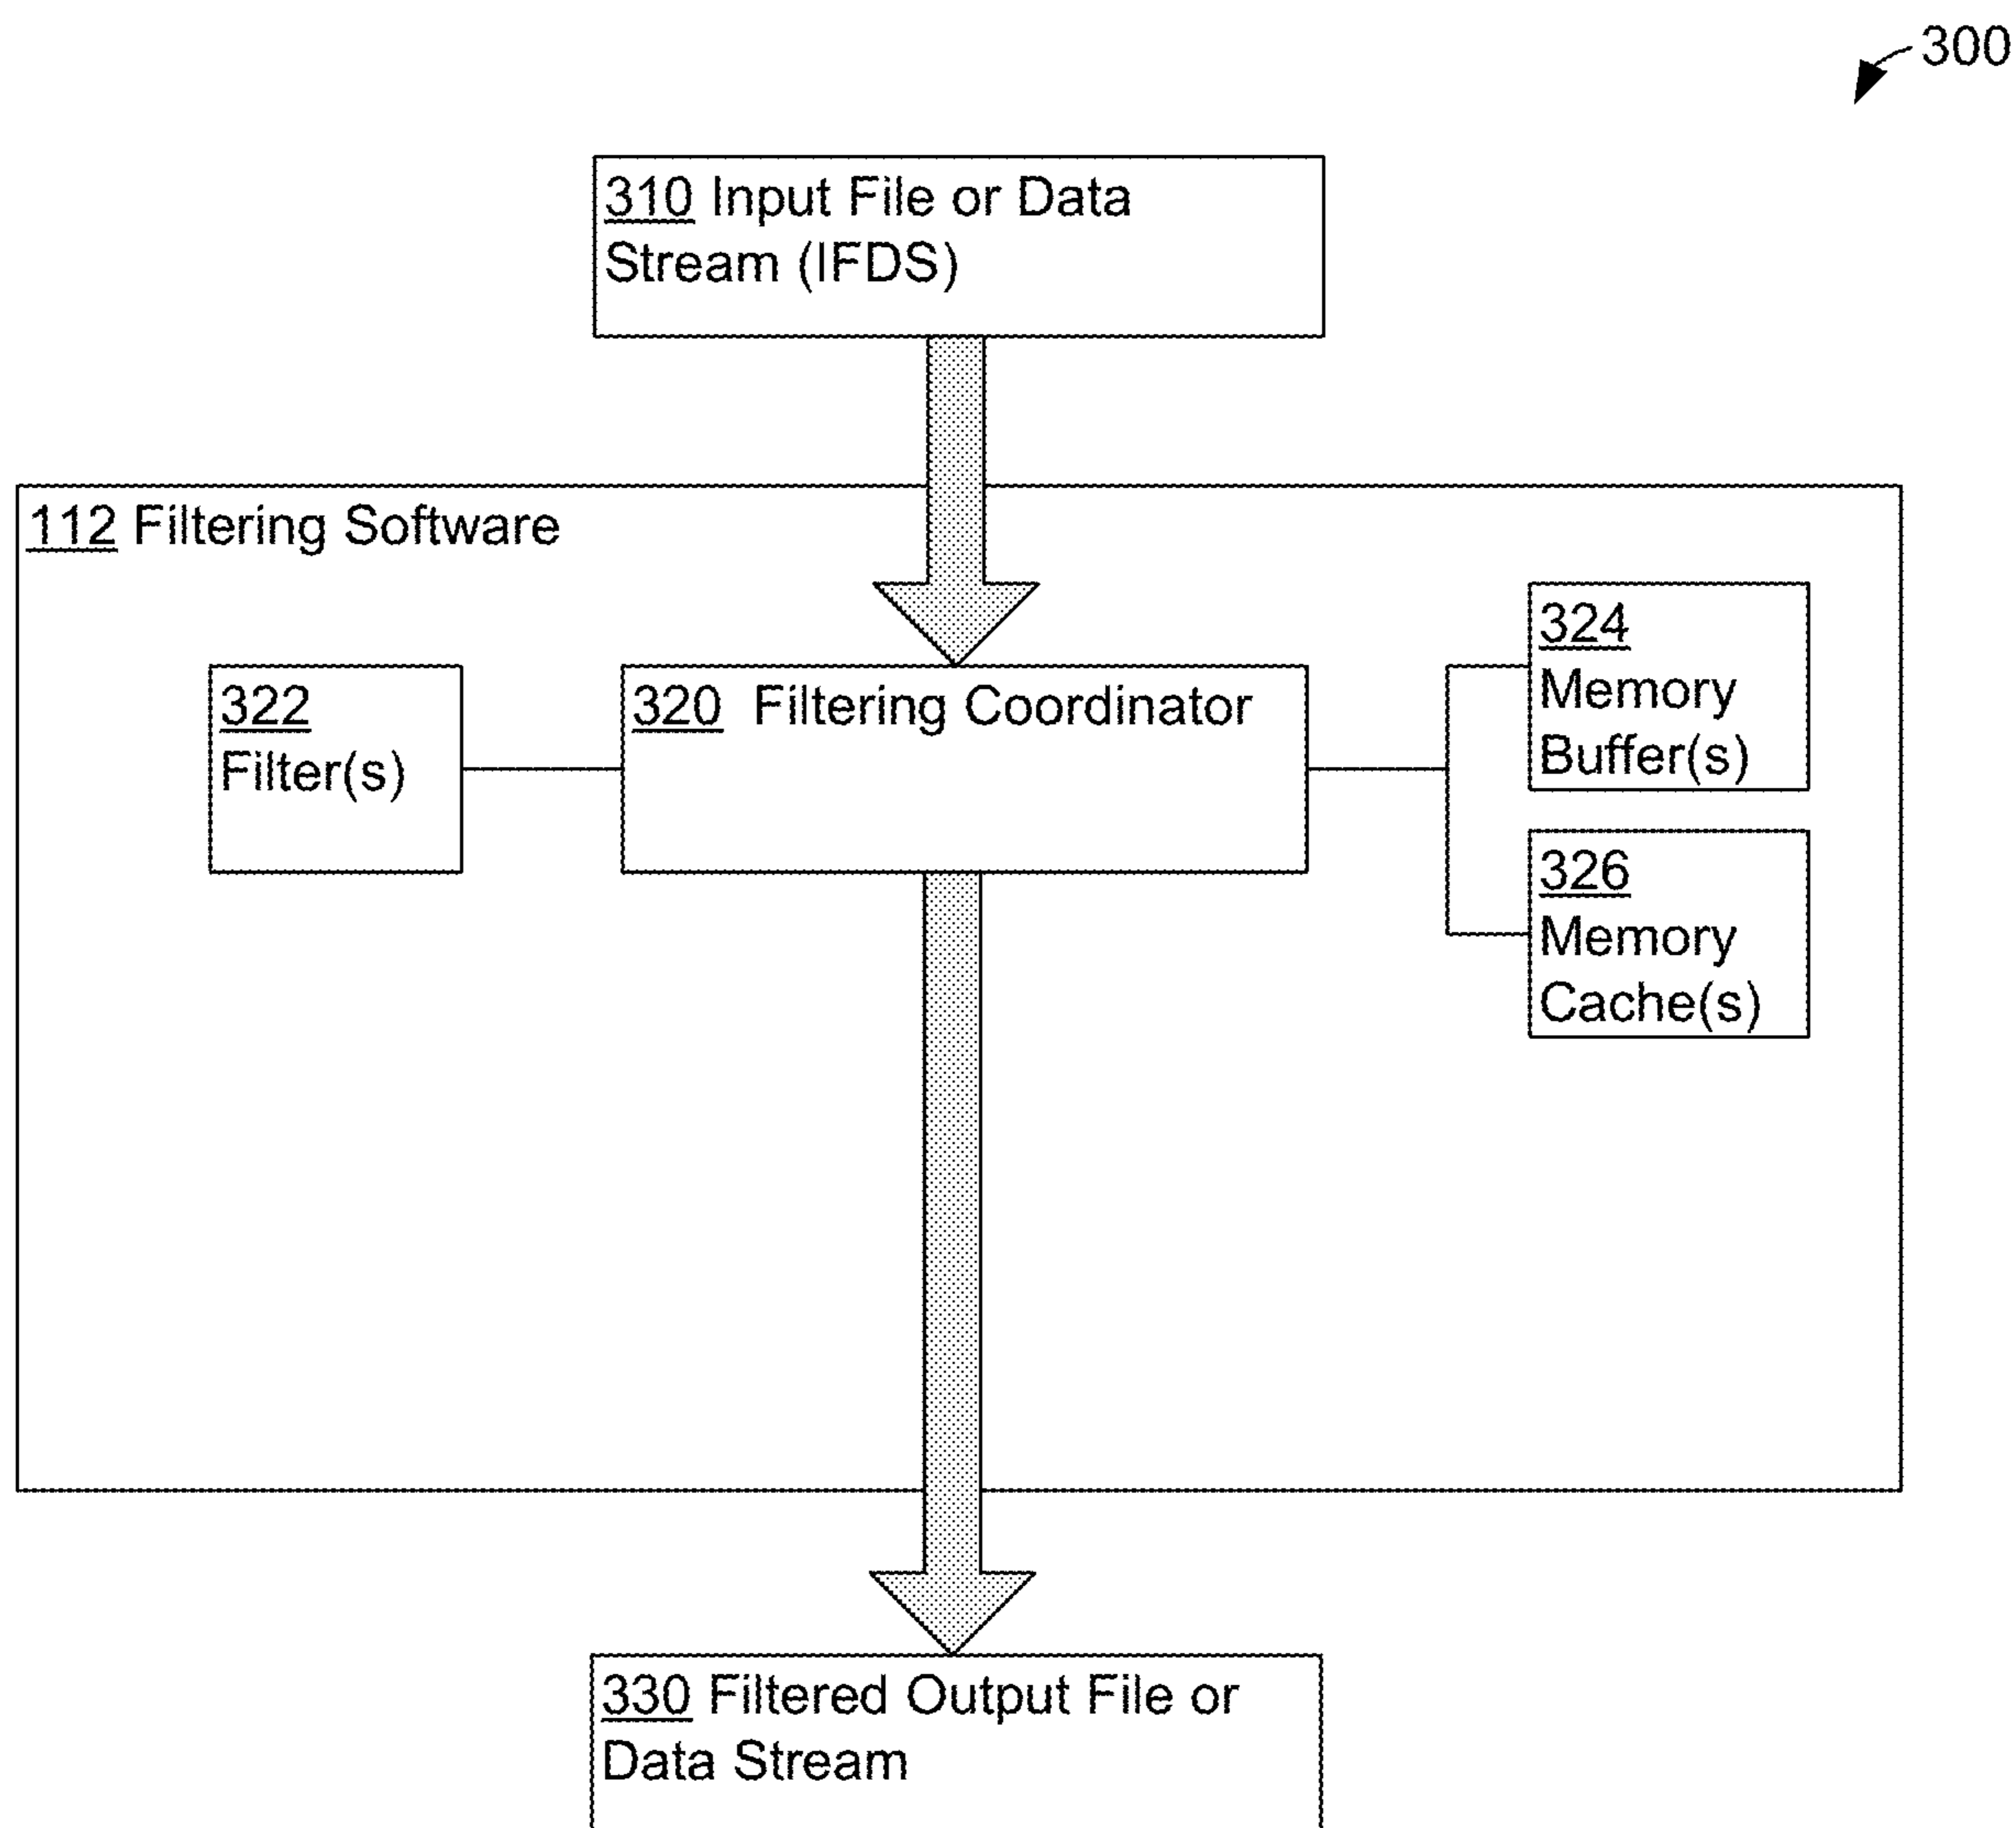 300
310 Input File or Data
Stream (IFDS)
112 Filtering Software
322
Filter(s)
320 Filtering Coordinator
324
Memory
Buffer(s)
326
Memory
Cache(s)
330 Filtered Output File or
Data Stream